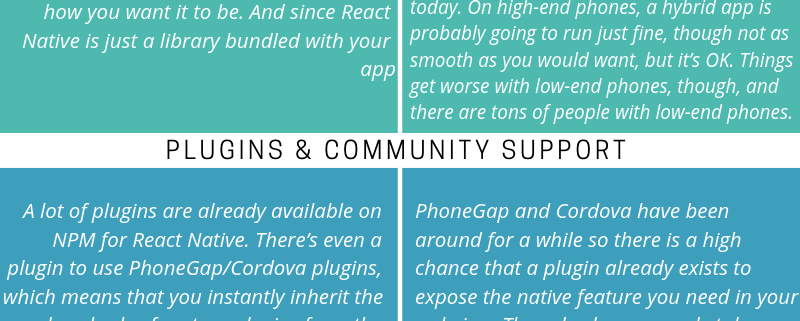 how you want it to be. And since React
Native is just a library bundled with your
app
today. On high-end phones, a hybrid app is
probably going to run just fine, though not as
smooth as you would want, but it's OK. Things
get worse with low-end phones, though, and
there are tons of people with low-end phones.
PLUGINS & COMMUNITY SUPPORT
A lot of plugins are already available on
NPM for React Native. There's even a
plugin to use PhoneGap/Cordova plugins,
which means that you instantly inherit the
PhoneGap and Cordova have been
around for a while so there is a high
chance that a plugin already exists to
expose the native feature you need in your